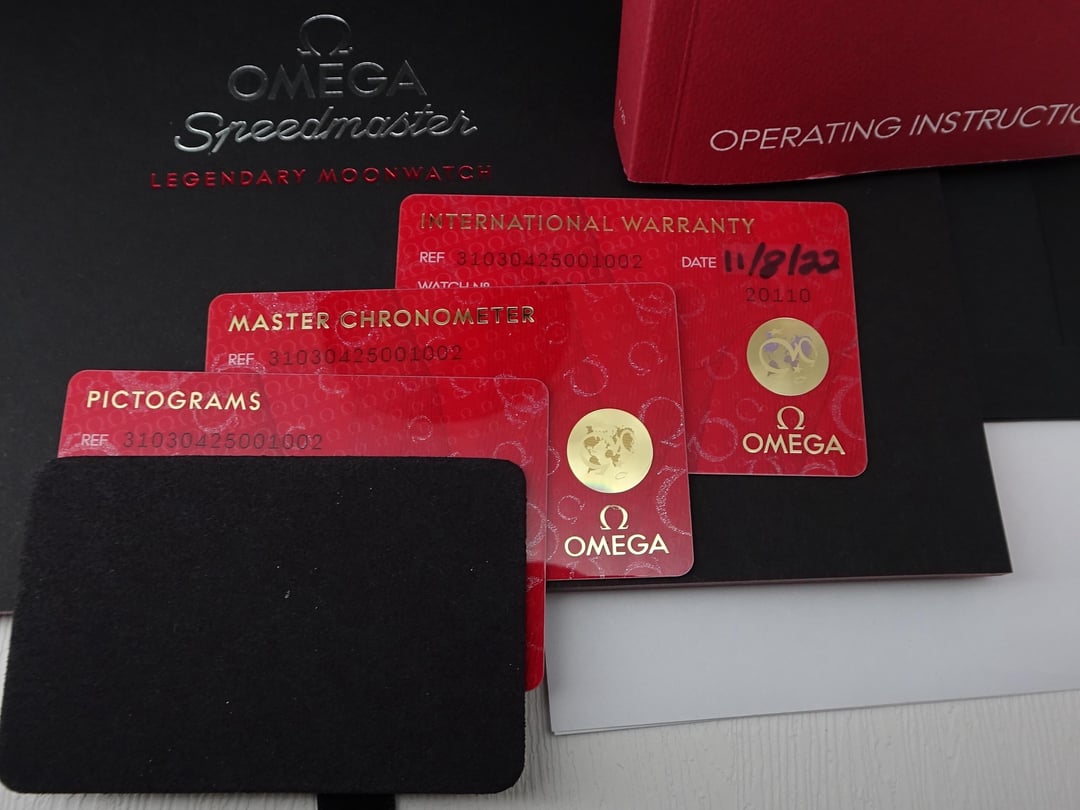 Ω
OMEGA
Speedmaster
LEGENDARY MOONWATCH
OPERATING INSTRUCTIO
INTERNATIONAL WARRANTY
REF 31030425001002 DATE 11/8/22
WATCH Nº
20110
Ω
OMEGA
MASTER CHRONOMETER
REF 31030425001002
Ω
OMEGA
PICTOGRAMS
REF 31030425001002